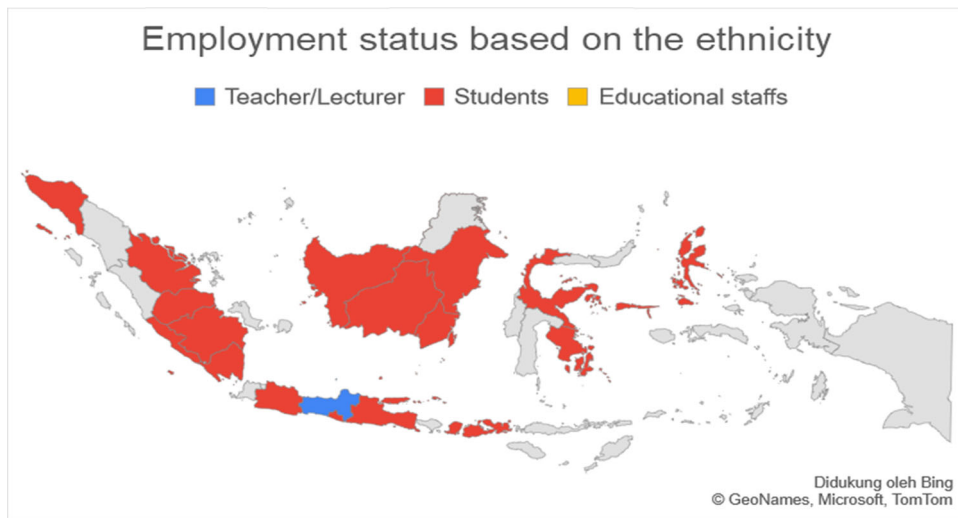 Employment status based on the ethnicity
Teacher/Lecturer Students Educational staffs
Didukung oleh Bing
© GeoNames, Microsoft, TomTom